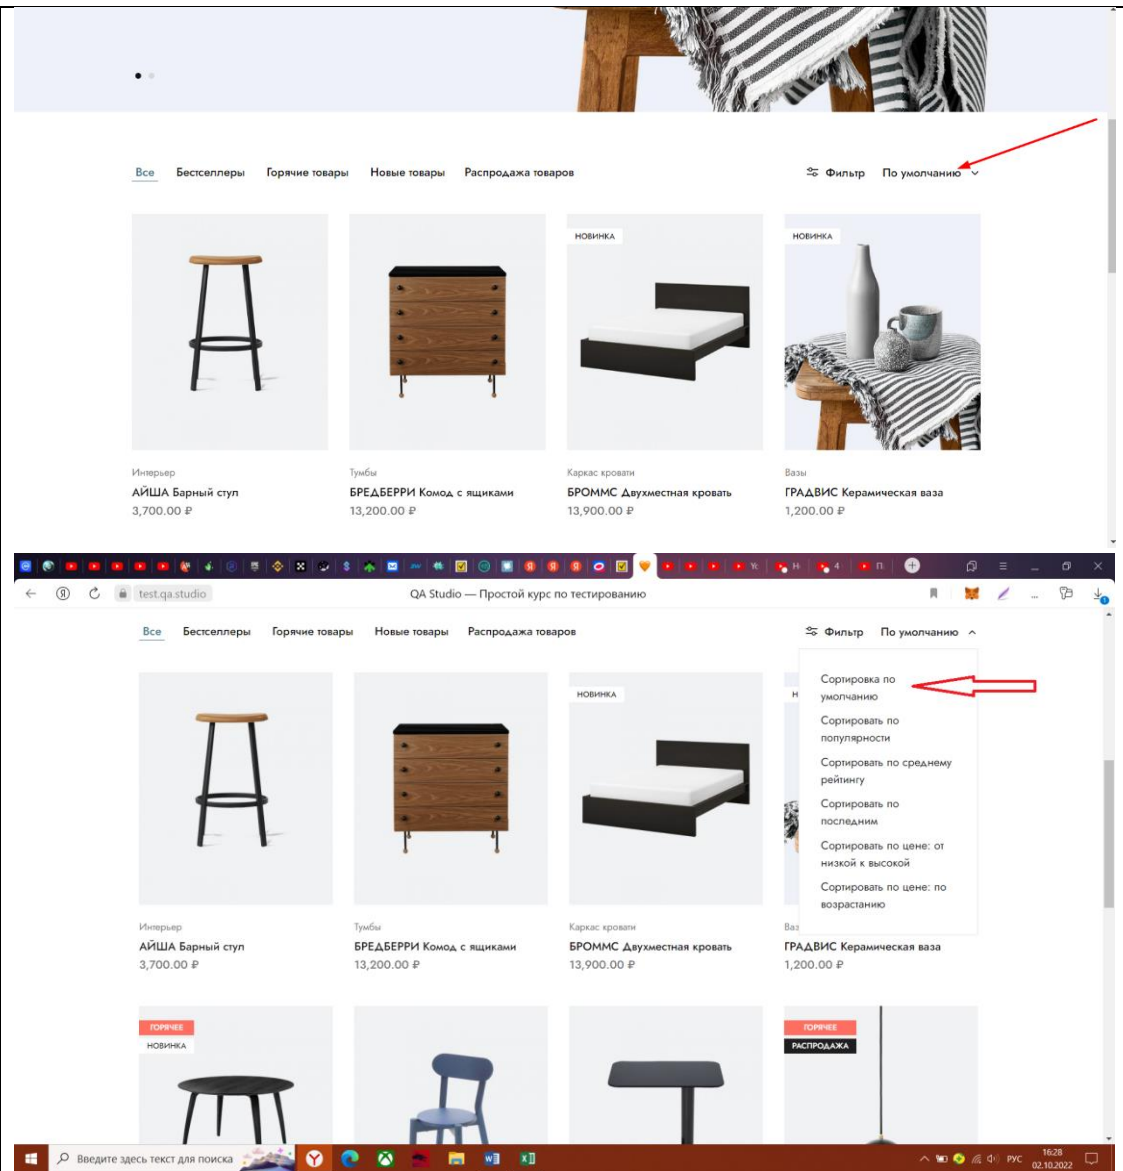 Все Бестселлеры Горячие товары Новые товары Распродажа товаров Фильтр По умолчанию
НОВИНКА НОВИНКА
Интерьер Тумбы Каркас кровати Вазы
АЙША Барный стул БРЕДБЕРРИ Комод с ящиками БРОММС Двухместная кровать ГРАДВИС Керамическая ваза
3,700.00 ₽ 13,200.00 ₽ 13,900.00 ₽ 1,200.00 ₽
test.qa.studio QA Studio — Простой курс по тестированию
Все Бестселлеры Горячие товары Новые товары Распродажа товаров Фильтр По умолчанию
Сортировка по
умолчанию
Сортировать по
популярности
Сортировать по среднему
рейтингу
Сортировать по
последним
Сортировать по цене: от
низкой к высокой
Сортировать по цене: по
возрастанию
НОВИНКА Н
Интерьер Тумбы Каркас кровати Ваз
АЙША Барный стул БРЕДБЕРРИ Комод с ящиками БРОММС Двухместная кровать ГРАДВИС Керамическая ваза
3,700.00 ₽ 13,200.00 ₽ 13,900.00 ₽ 1,200.00 ₽
ГОРЯЧЕЕ ГОРЯЧЕЕ
НОВИНКА РАСПРОДАЖА
Введите здесь текст для поиска РУС 16:28
02.10.2022